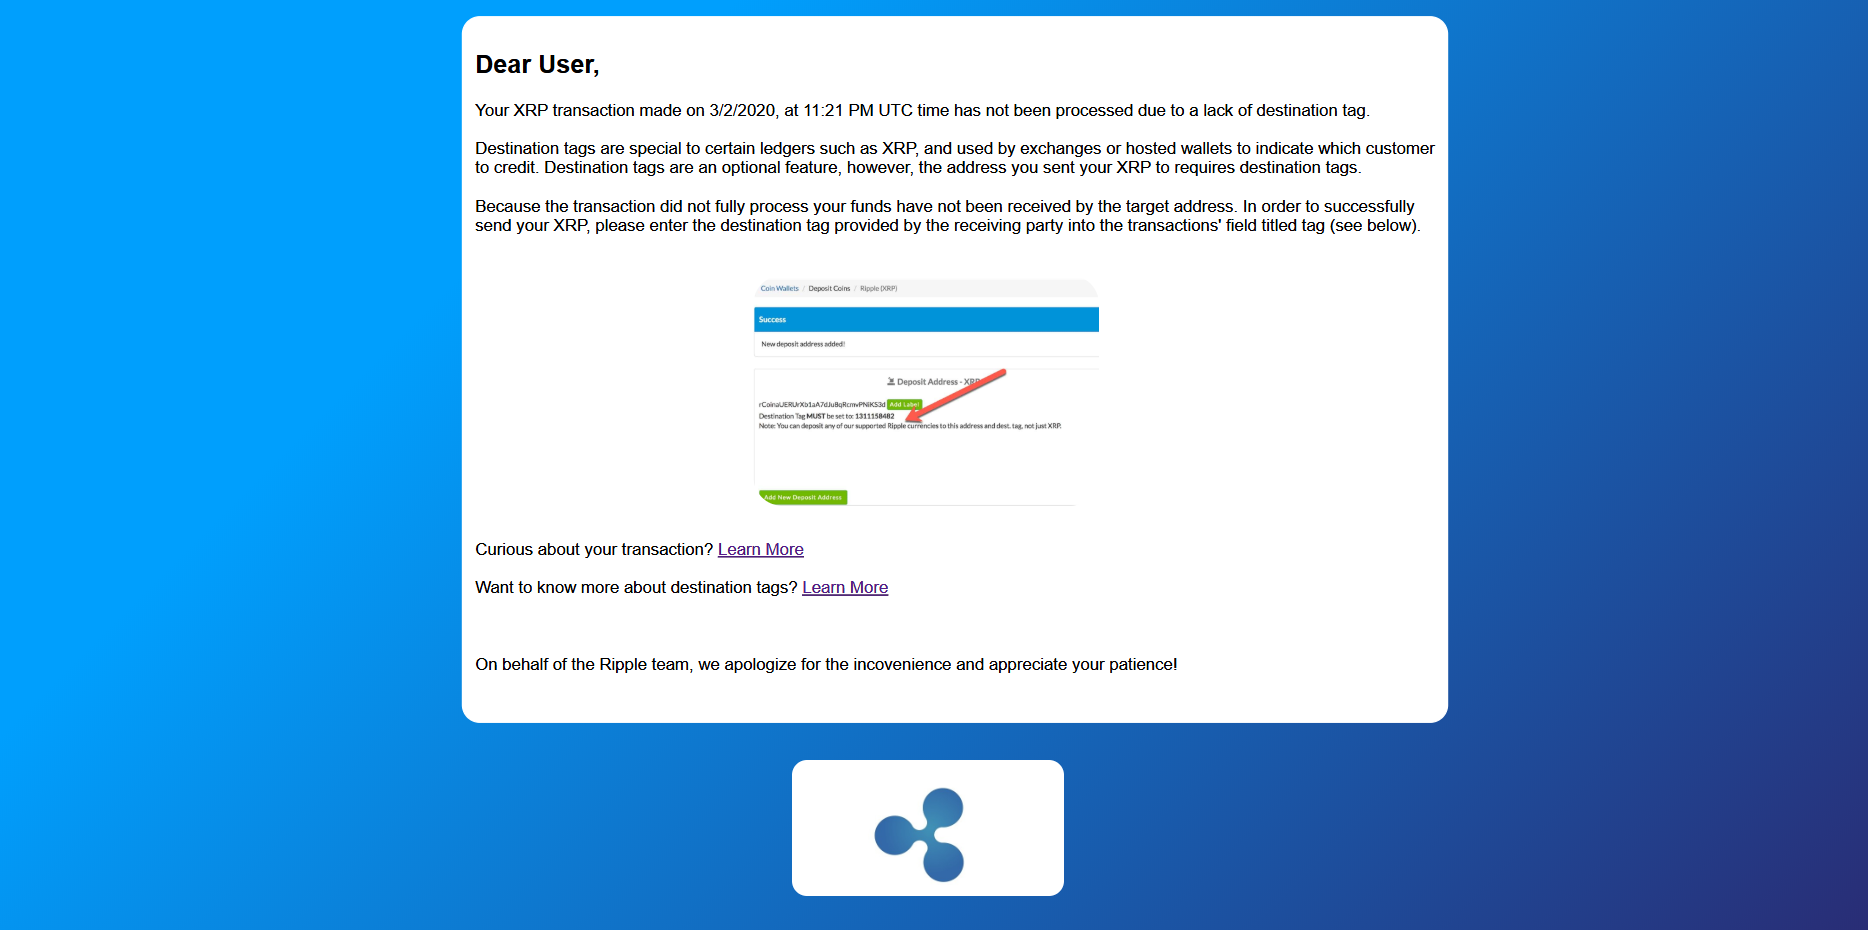 Dear User,
Your XRP transaction made on 3/2/2020, at 11:21 PM UTC time has not been processed due to a lack of destination tag.
Destination tags are special to certain ledgers such as XRP, and used by exchanges or hosted wallets to indicate which customer
to credit. Destination tags are an optional feature, however, the address you sent your XRP to requires destination tags.
Because the transaction did not fully process your funds have not been received by the target address. In order to successfully
send your XRP, please enter the destination tag provided by the receiving party into the transactions' field titled tag (see below).
Coin Wallets / Deposit Coins / Ripple (XRP)
Success
New deposit address added!
Deposit Address - XRP
Add Label
Destination Tag MUST be set to: 1311158482
Note: You can deposit any of our supported Ripple currencies to this address and dest. tag, not just XRP.
Add New Deposit Address
Curious about your transaction? Learn More
Want to know more about destination tags? Learn More
On behalf of the Ripple team, we apologize for the incovenience and appreciate your patience!